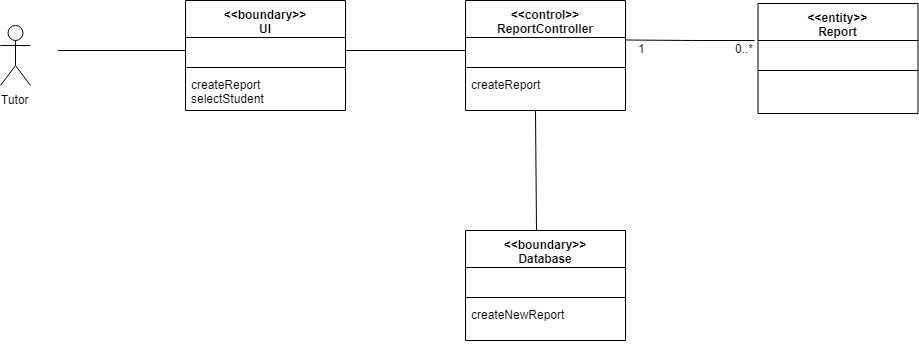 <<boundary>>
UI
createReport
selectStudent
<<control>>
ReportController
createReport
<<entity>>
Report
1
0..*
Tutor
<<boundary>>
Database
createNewReport